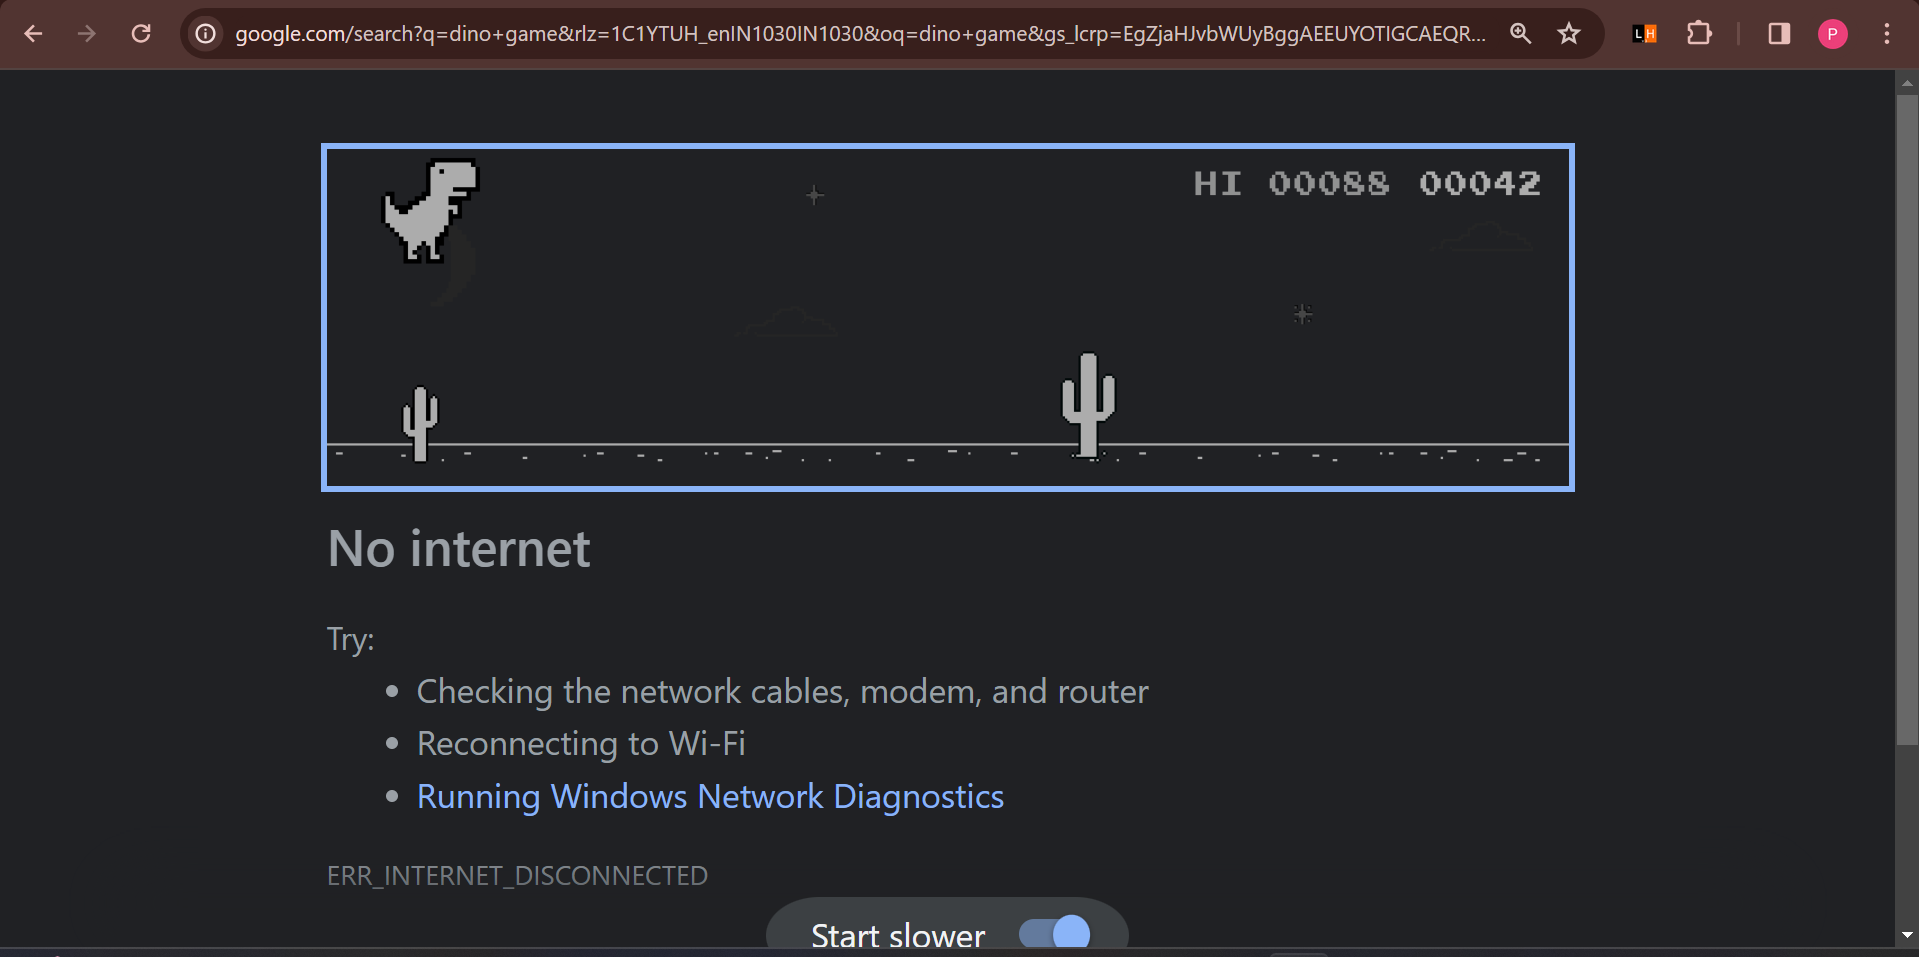 google.com/search?q=dino+game&rlz=1C1YTUH_enIN1030IN1030&oq=dino+game&gs_lcrp=EgZjaHJvbWUyBggAEEUYOTIGCAEQR...
LH
P
HI 00088 00042
No internet
Try:
Checking the network cables, modem, and router
Reconnecting to Wi-Fi
Running Windows Network Diagnostics
ERR_INTERNET_DISCONNECTED
Start slower